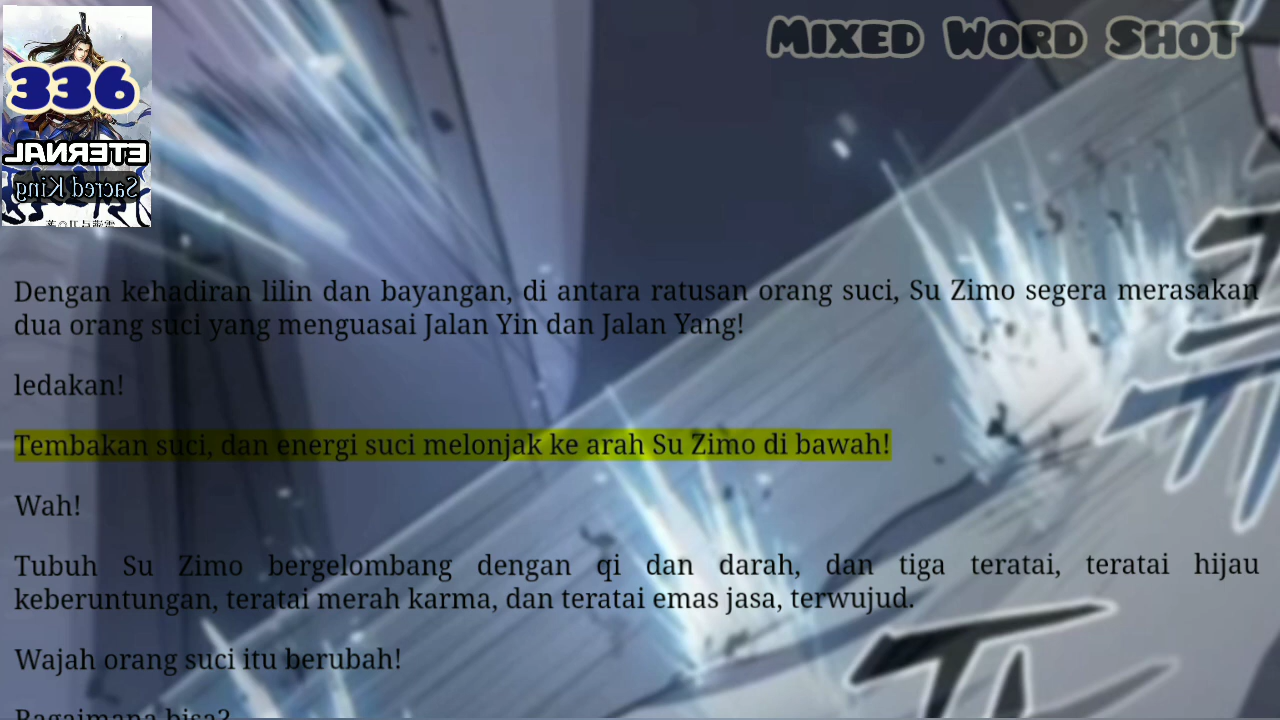 Mixed Word Shot
336
ETERNAL
Sacred King
Dengan kehadiran lilin dan bayangan, di antara ratusan orang suci, Su Zimo segera merasakan
dua orang suci yang menguasai Jalan Yin dan Jalan Yang!
ledakan!
Tembakan suci, dan energi suci melonjak ke arah Su Zimo di bawah!
Wah!
Tubuh Su Zimo bergelombang dengan qi dan darah, dan tiga teratai, teratai hijau
keberuntungan, teratai merah karma, dan teratai emas jasa, terwujud.
Wajah orang suci itu berubah!
Bagaimana bisa?